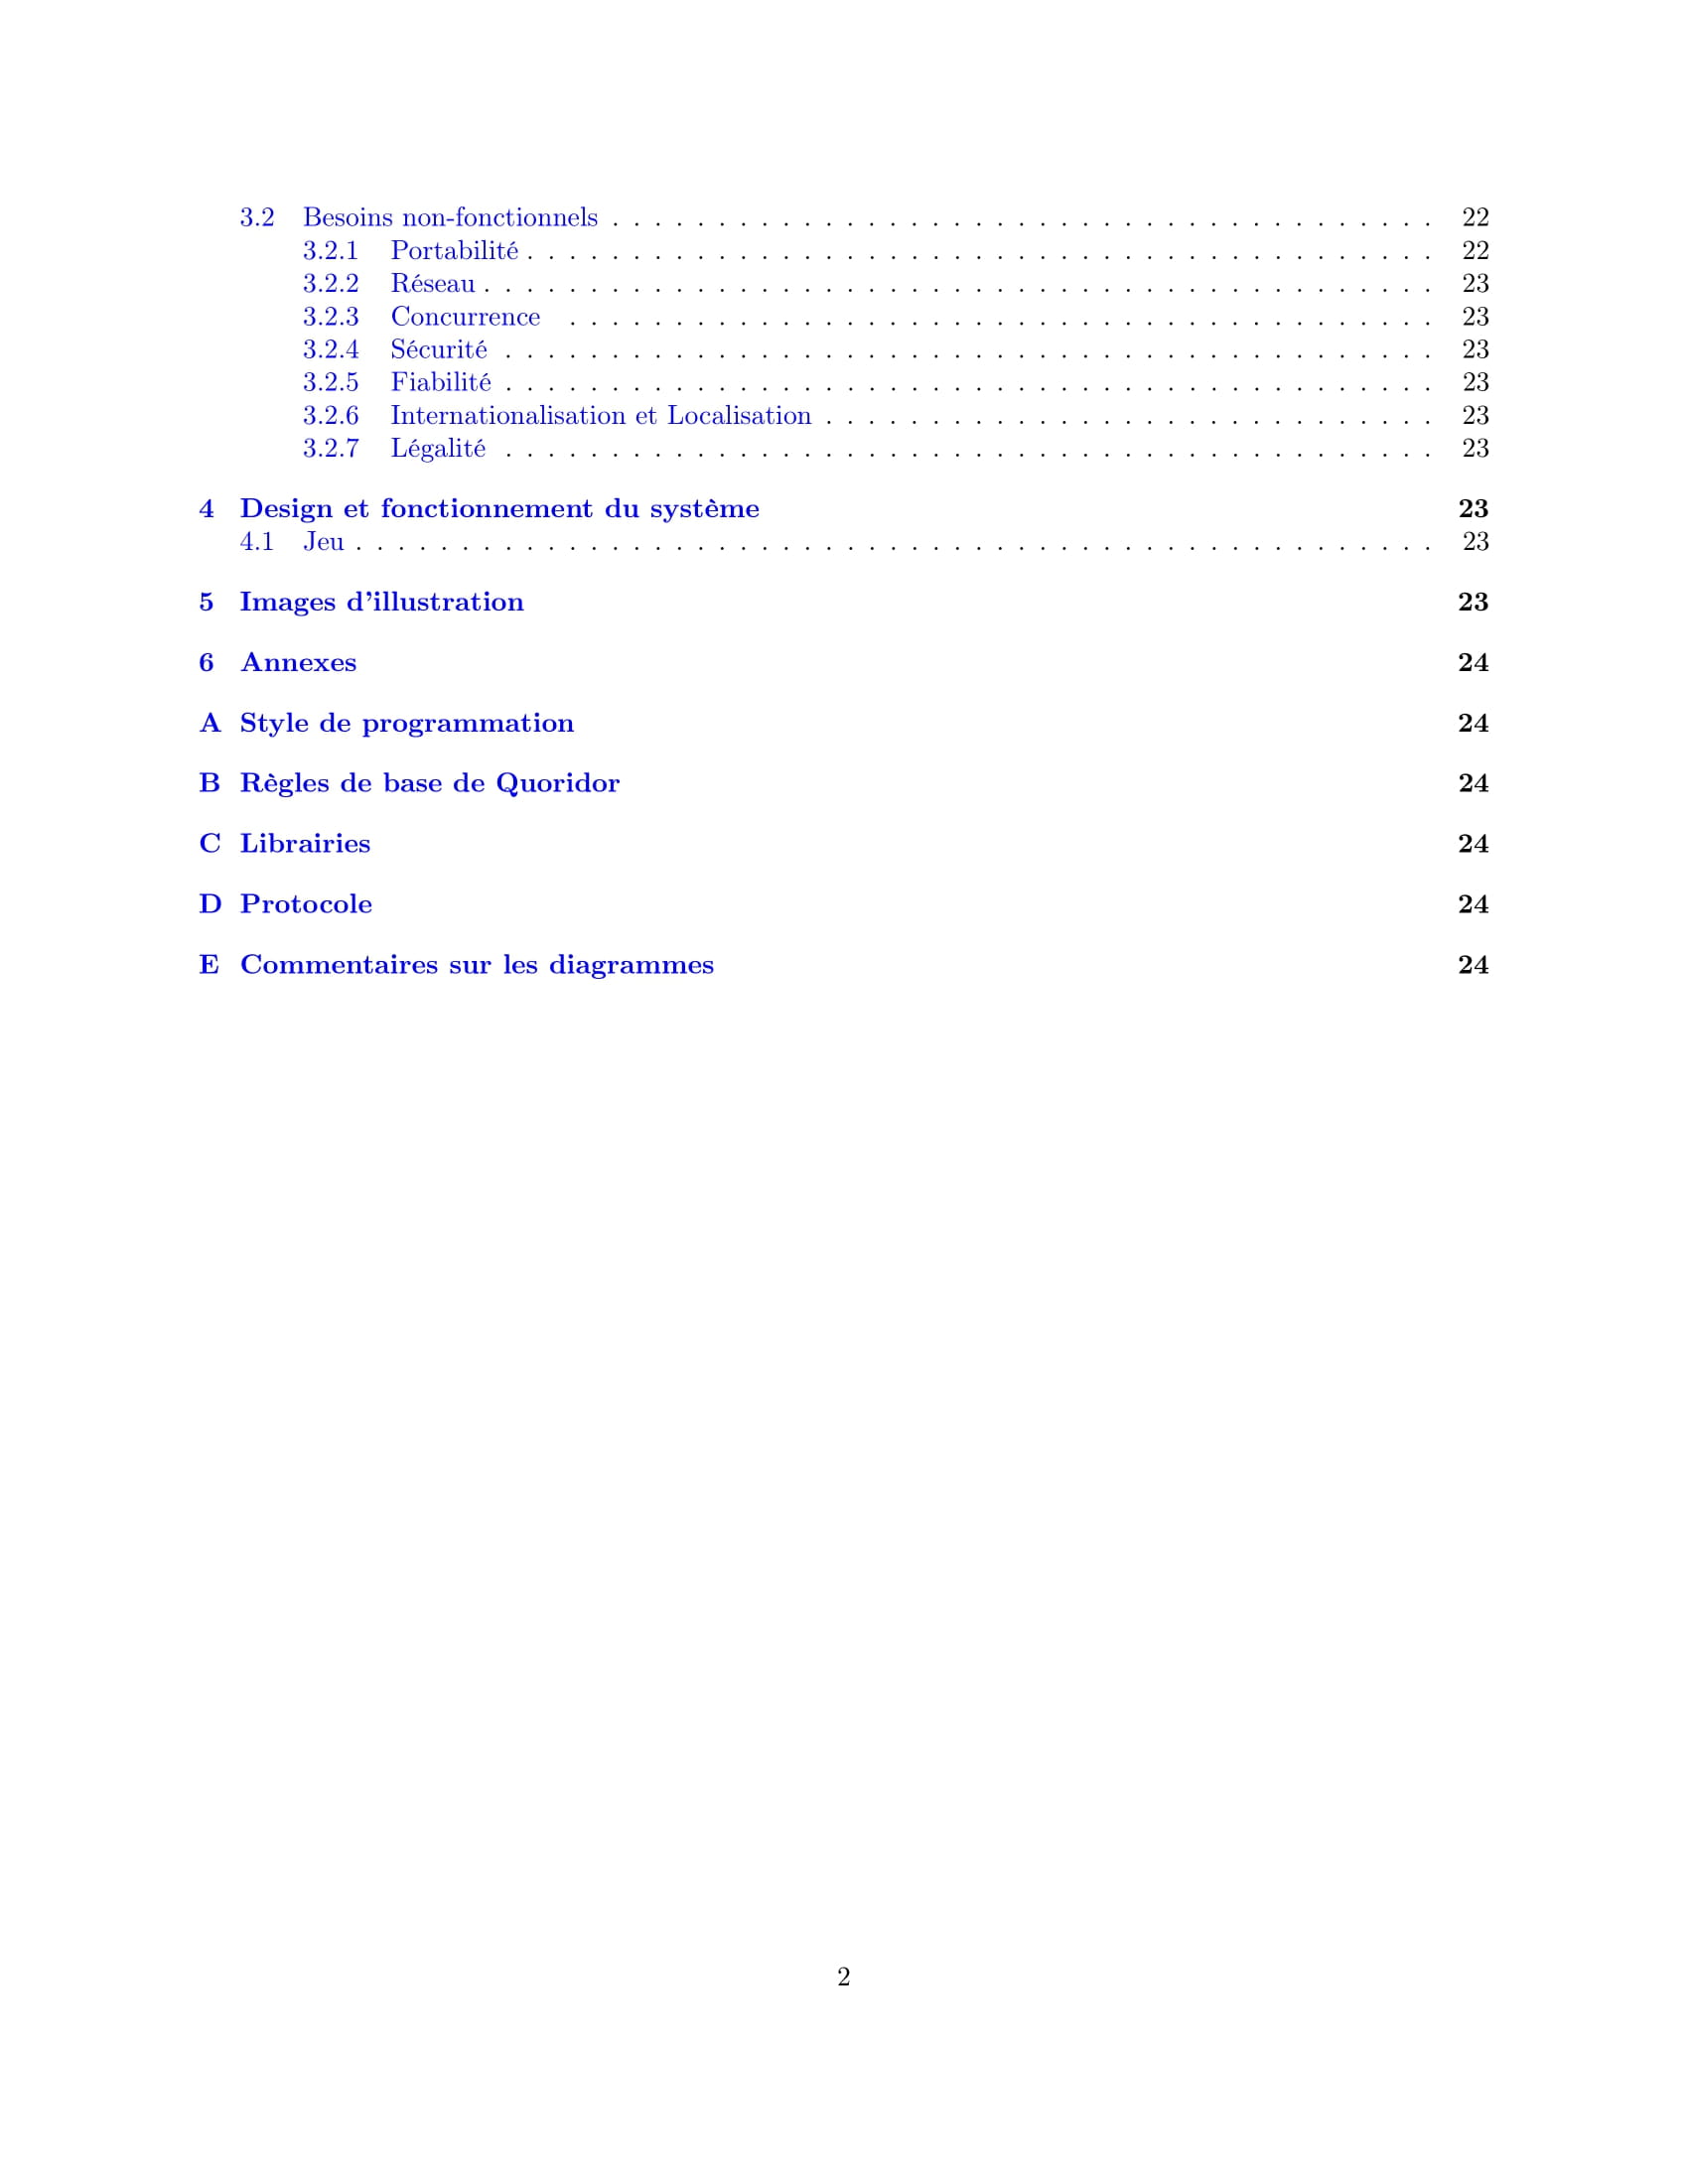 3.2 Besoins non-fonctionnels . . . . . . . . . . . . . . . . . . . . . . . . . . . . . . . . . . . . . . . 22
3.2.1 Portabilité . . . . . . . . . . . . . . . . . . . . . . . . . . . . . . . . . . . . . . . . . . . 22
3.2.2 Réseau . . . . . . . . . . . . . . . . . . . . . . . . . . . . . . . . . . . . . . . . . . . . . 23
3.2.3 Concurrence . . . . . . . . . . . . . . . . . . . . . . . . . . . . . . . . . . . . . . . . . 23
3.2.4 Sécurité . . . . . . . . . . . . . . . . . . . . . . . . . . . . . . . . . . . . . . . . . . . . 23
3.2.5 Fiabilité . . . . . . . . . . . . . . . . . . . . . . . . . . . . . . . . . . . . . . . . . . . . 23
3.2.6 Internationalisation et Localisation . . . . . . . . . . . . . . . . . . . . . . . . . . . . . 23
3.2.7 Légalité . . . . . . . . . . . . . . . . . . . . . . . . . . . . . . . . . . . . . . . . . . . . 23
4 Design et fonctionnement du système 23
4.1 Jeu . . . . . . . . . . . . . . . . . . . . . . . . . . . . . . . . . . . . . . . . . . . . . . . . . . . 23
5 Images d'illustration 23
6 Annexes 24
A Style de programmation 24
B Règles de base de Quoridor 24
C Librairies 24
D Protocole 24
E Commentaires sur les diagrammes 24
2